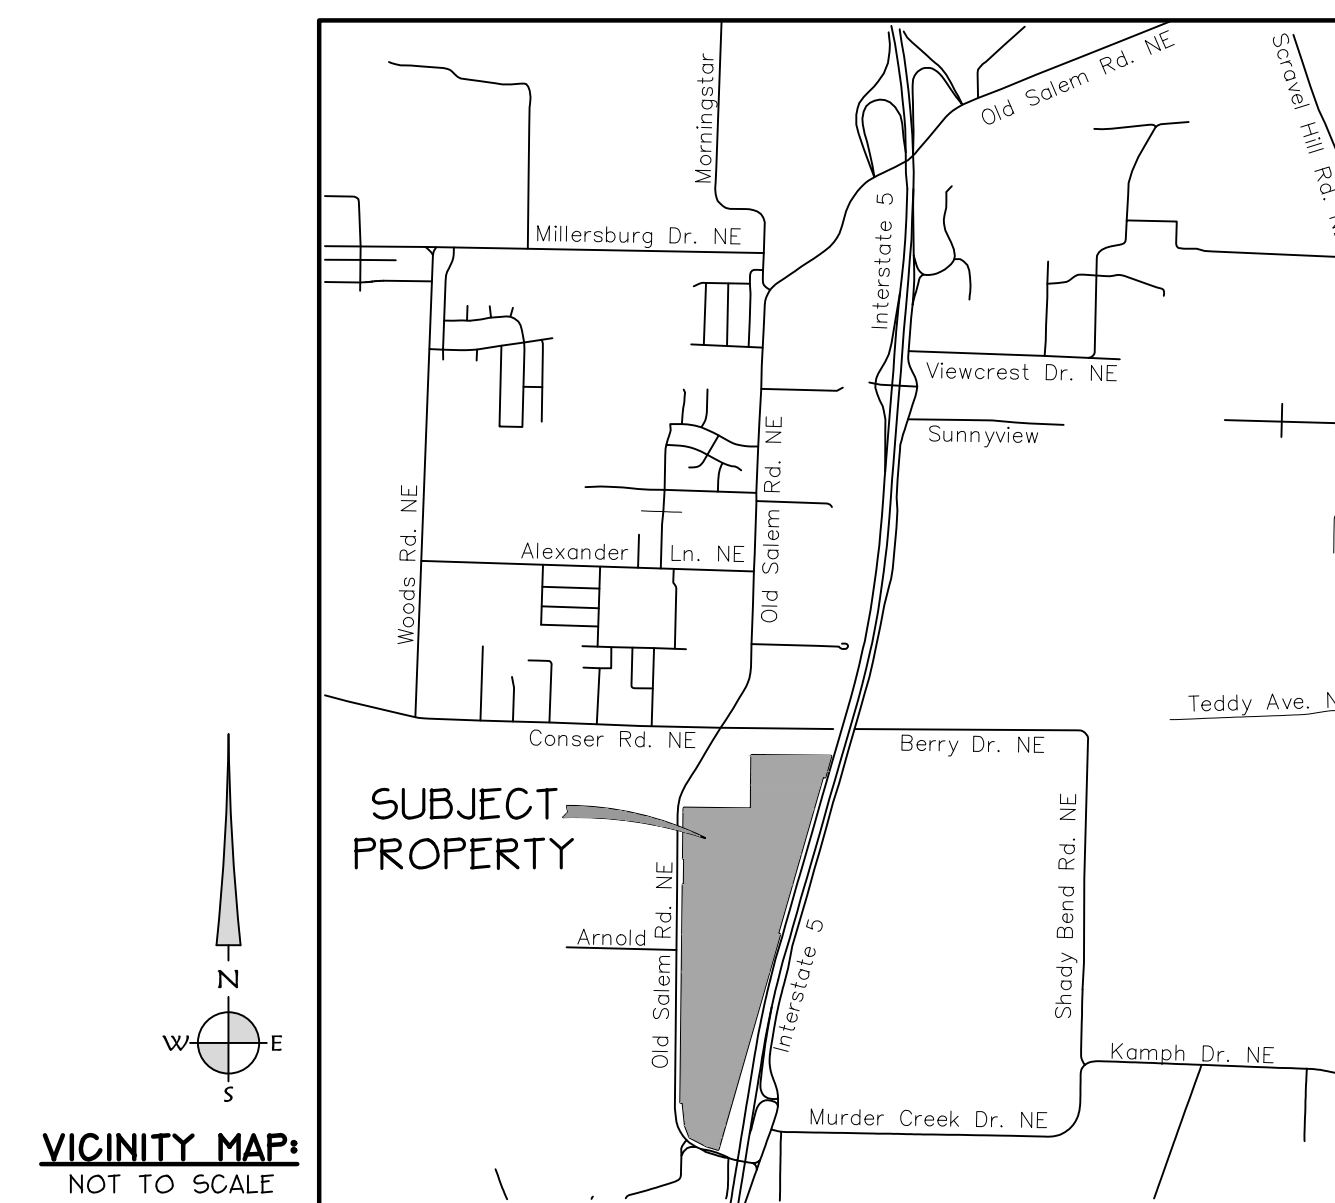 Morningstar
Old Salem Rd. NE
Scravel Hill Rd. N
Millersburg Dr. NE
Interstate 5
Viewcrest Dr. NE
Sunnyview
Old Salem Rd. NE
Woods Rd. NE
Alexander Ln. NE
Teddy Ave. N
Conser Rd. NE
Berry Dr. NE
SUBJECT
PROPERTY
Shady Bend Rd. NE
Old Salem Rd. NE
Arnold
Interstate 5
N
W E
S
Kamph Dr. NE
Murder Creek Dr. NE
VICINITY MAP:
NOT TO SCALE